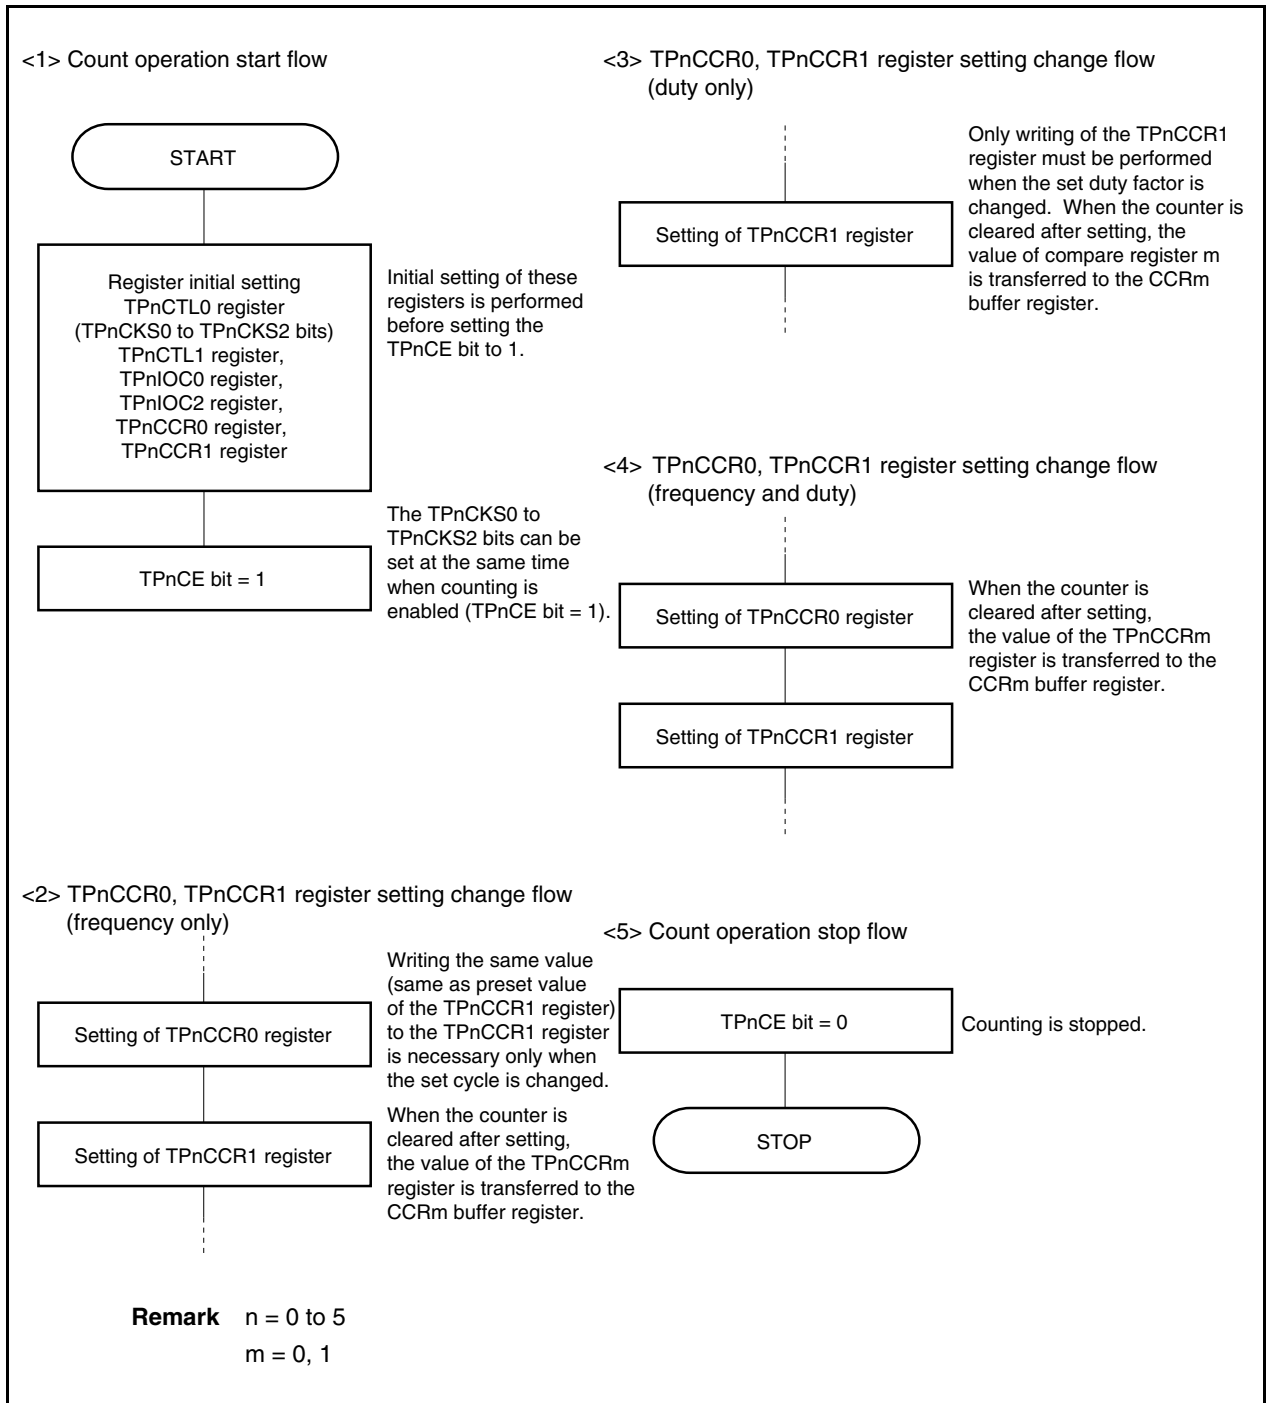 <1> Count operation start flow
START
Register initial setting
TPnCTL0 register
(TPnCKS0 to TPnCKS2 bits)
TPnCTL1 register,
TPnIOC0 register,
TPnIOC2 register,
TPnCCR0 register,
TPnCCR1 register
Initial setting of these
registers is performed
before setting the
TPnCE bit to 1.
TPnCE bit = 1
The TPnCKS0 to
TPnCKS2 bits can be
set at the same time
when counting is
enabled (TPnCE bit = 1).
<2> TPnCCR0, TPnCCR1 register setting change flow
(frequency only)
Setting of TPnCCR0 register
Writing the same value
(same as preset value
of the TPnCCR1 register)
to the TPnCCR1 register
is necessary only when
the set cycle is changed.
Setting of TPnCCR1 register
When the counter is
cleared after setting,
the value of the TPnCCRm
register is transferred to the
CCRm buffer register.
<3> TPnCCR0, TPnCCR1 register setting change flow
(duty only)
Setting of TPnCCR1 register
Only writing of the TPnCCR1
register must be performed
when the set duty factor is
changed. When the counter is
cleared after setting, the
value of compare register m
is transferred to the CCRm
buffer register.
<4> TPnCCR0, TPnCCR1 register setting change flow
(frequency and duty)
Setting of TPnCCR0 register
When the counter is
cleared after setting,
the value of the TPnCCRm
register is transferred to the
CCRm buffer register.
Setting of TPnCCR1 register
<5> Count operation stop flow
TPnCE bit = 0
Counting is stopped.
STOP
Remark n = 0 to 5
m = 0, 1